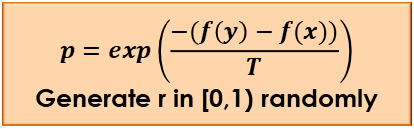 p = exp ( −(f(y) − f(x)) / T )
Generate r in [0,1) randomly